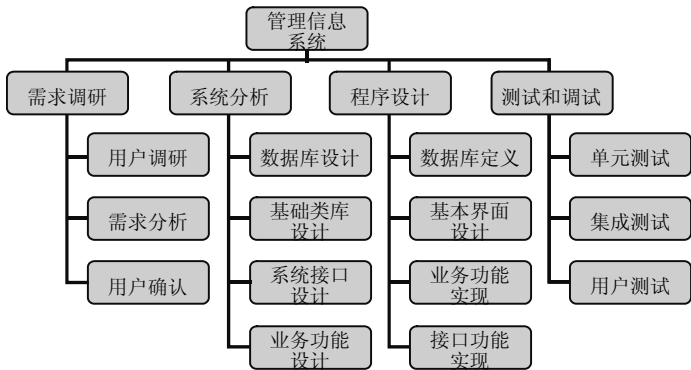 管理信息
系统
需求调研
系统分析
程序设计
测试和调试
用户调研
数据库设计
数据库定义
单元测试
需求分析
基础类库
设计
基本界面
设计
集成测试
用户确认
系统接口
设计
业务功能
实现
用户测试
业务功能
设计
接口功能
实现